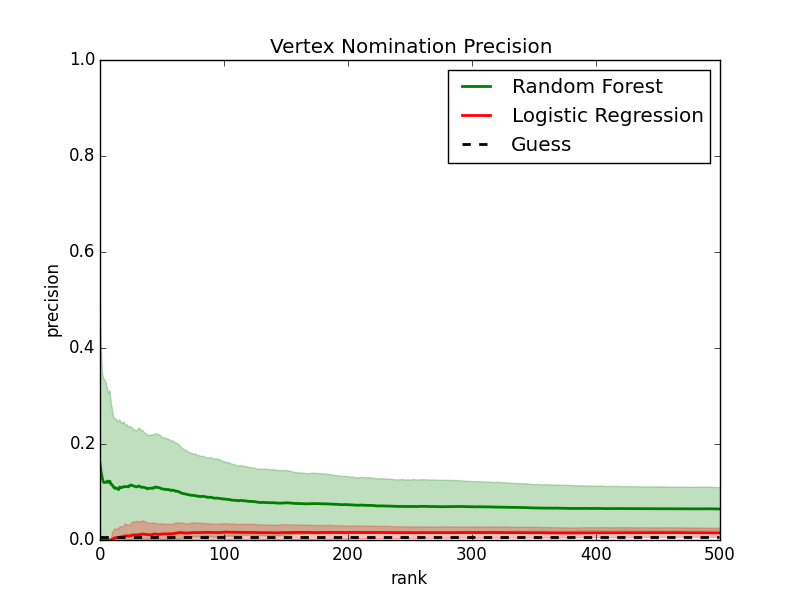 Vertex Nomination Precision
1.0
0.8
0.6
0.4
0.2
0.0
precision
Random Forest
Logistic Regression
Guess
0
100
200
300
400
500
rank